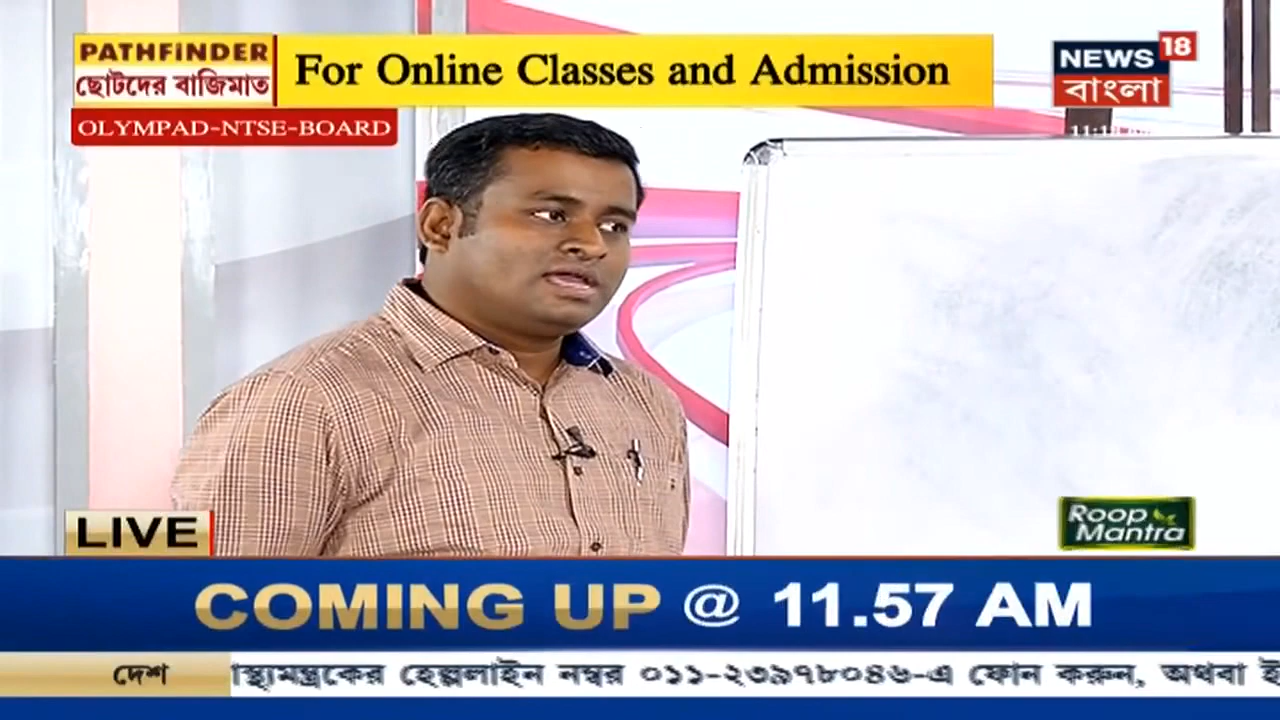 PATHFINDER
ছোটদের বাজিমাত
For Online Classes and Admission
OLYMPAD-NTSE-BOARD
NEWS 18
বাংলা
LIVE
Roop
Mantra
COMING UP @ 11.57 AM
দেশ
াস্থ্যমন্ত্রকের হেল্পলাইন নম্বর ০১১-২৩৯৭৮০৪৬-এ ফোন করুন, অথবা ই